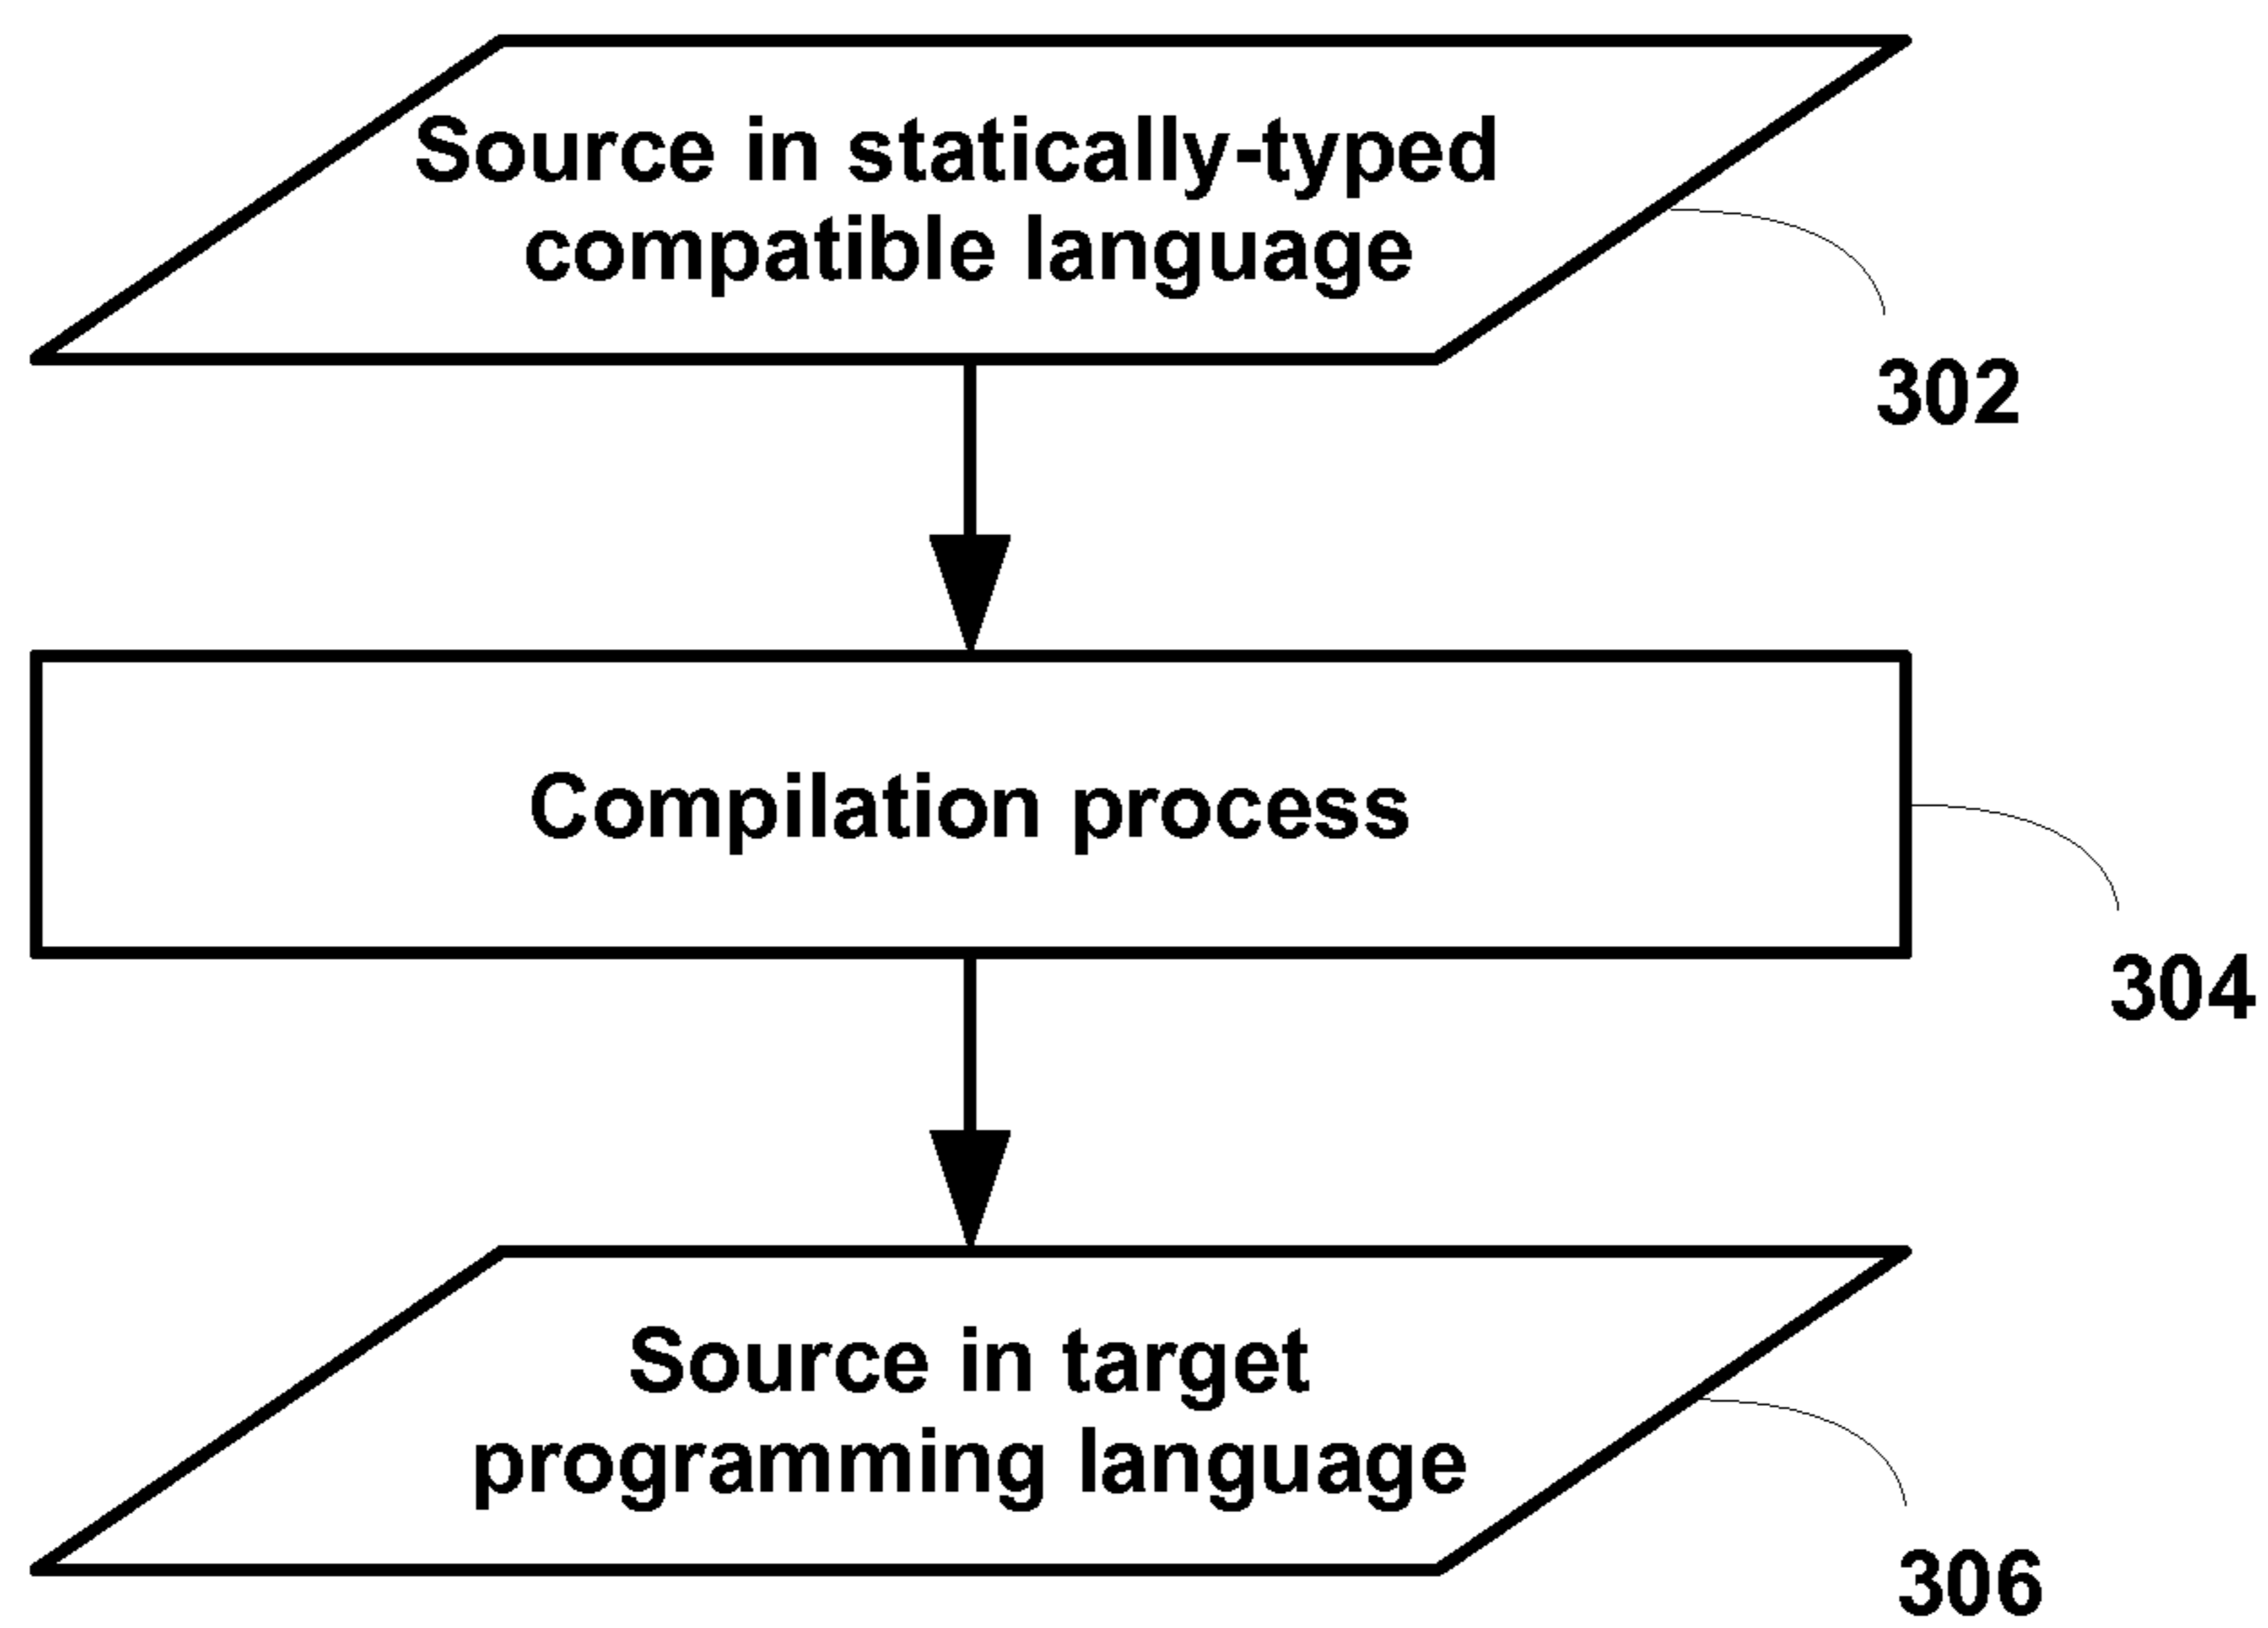 Source in statically-typed
compatible language
302
Compilation process
304
Source in target
programming language
306